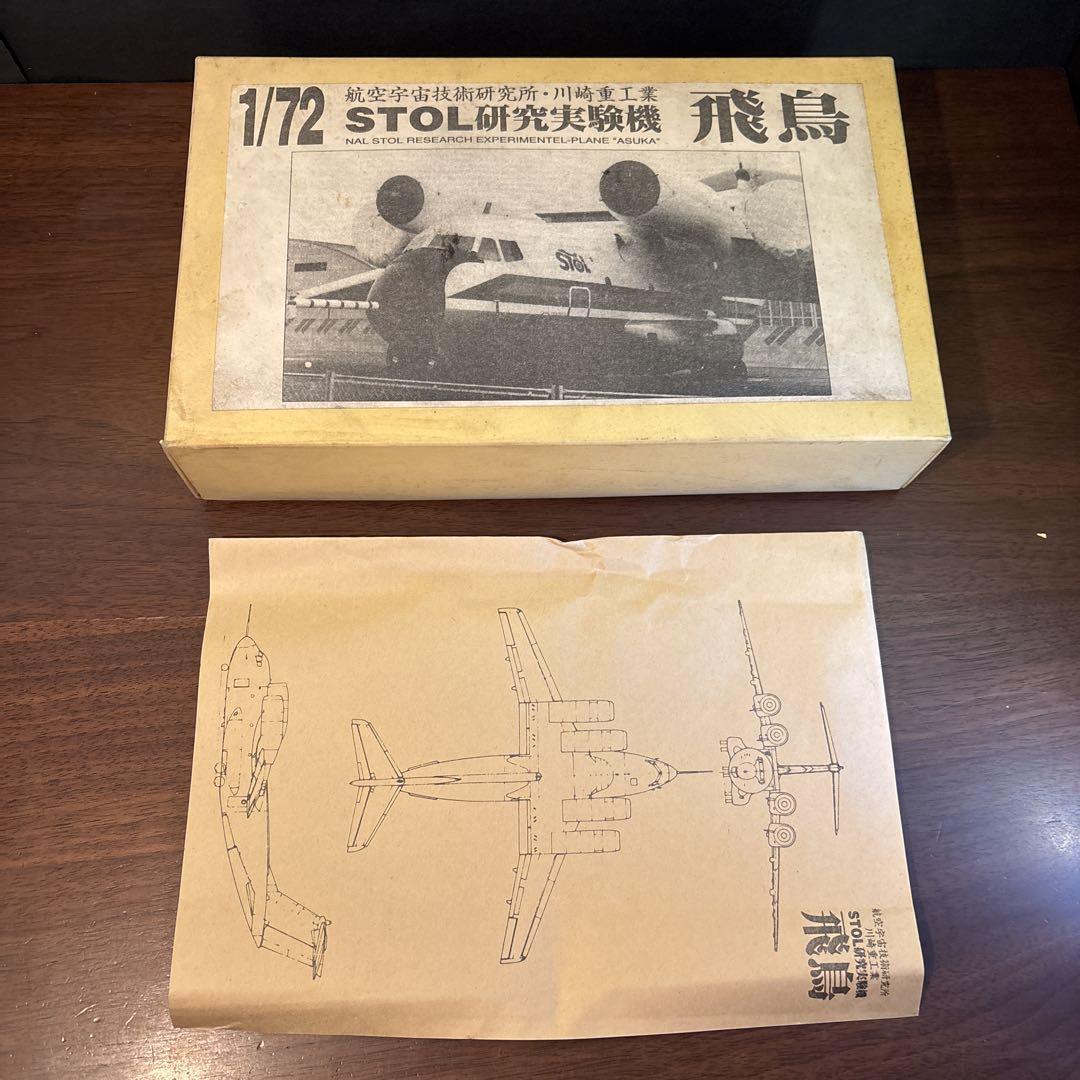 1/72
航空宇宙技術研究所・川崎重工業
STOL研究実験機
飛鳥
NAL STOL RESEARCH EXPERIMENTEL-PLANE "ASUKA"
STOL
航空宇宙技術研究所
川崎重工業
STOL研究実験機
飛鳥